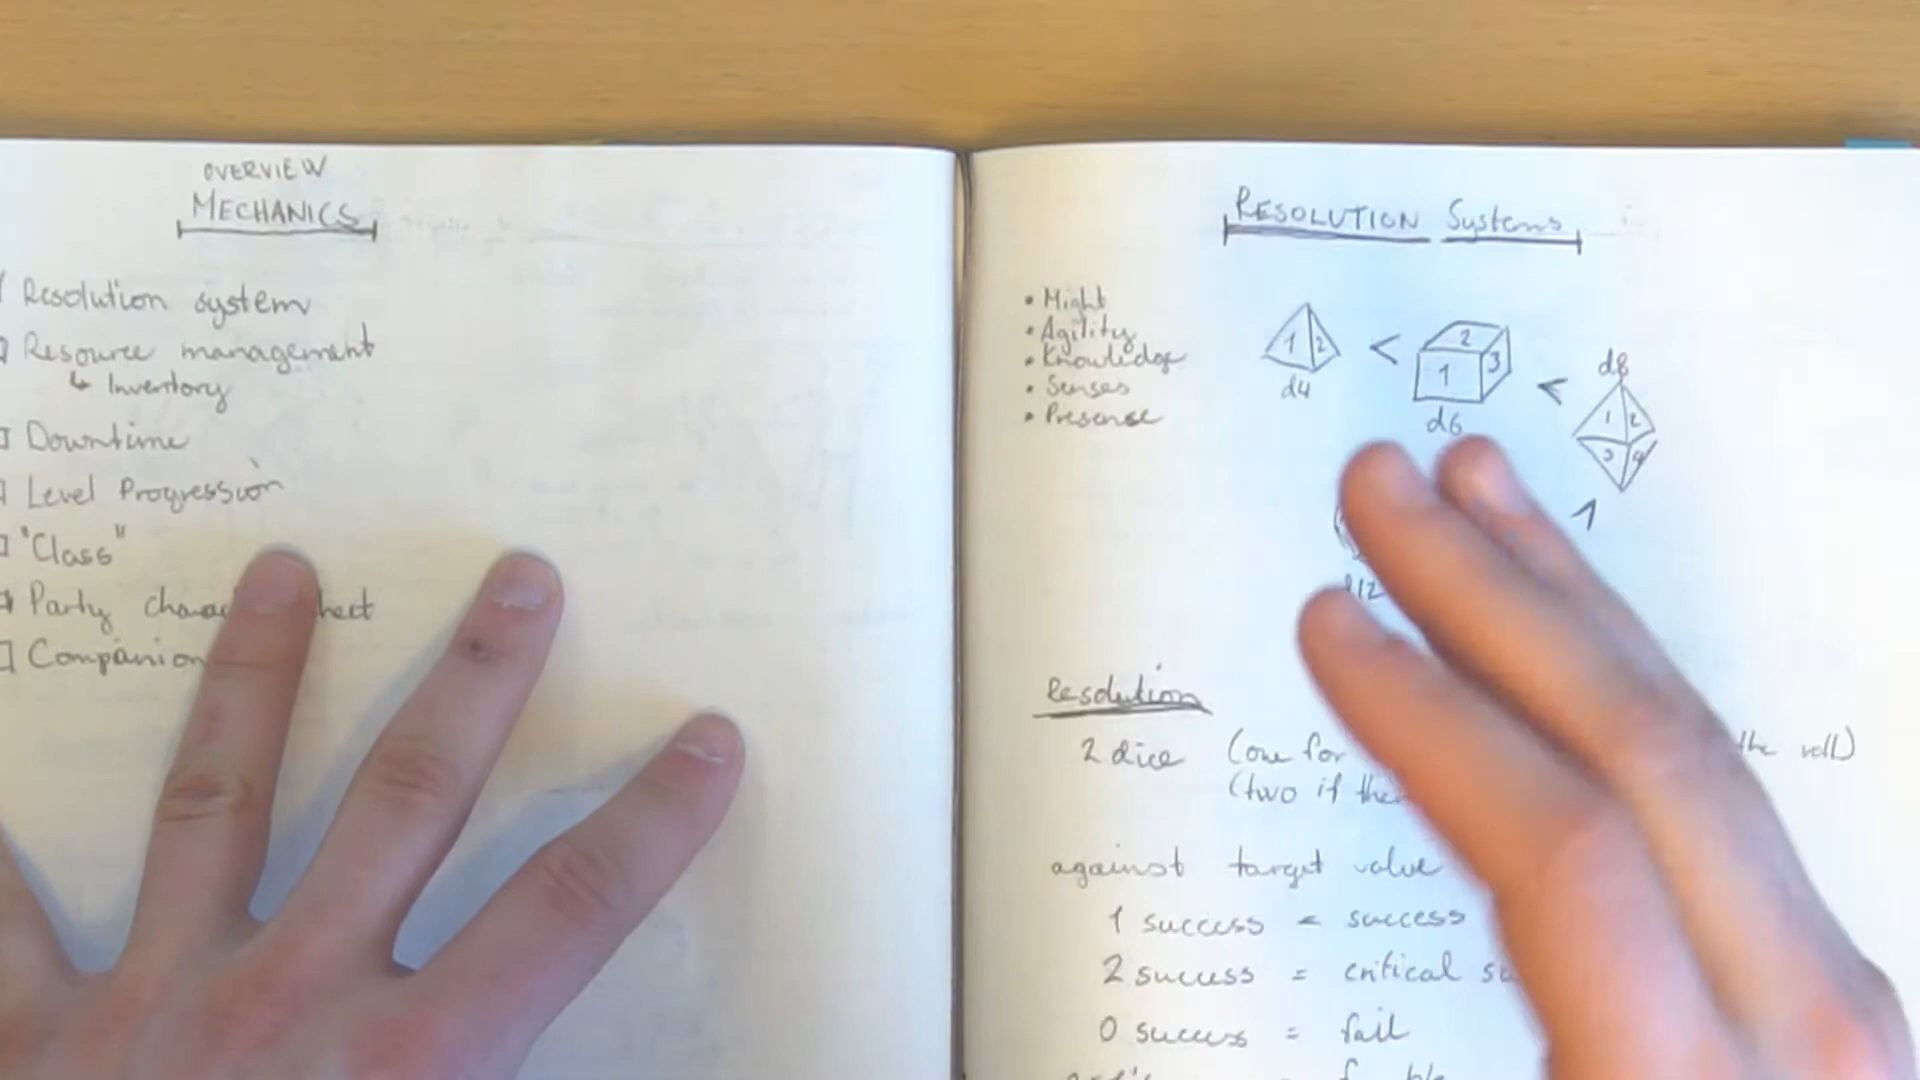 OVERVIEW
MECHANICS
Resolution system
Resource management
↳ Inventory
Downtime
Level Progression
"Class"
Party
Companion
RESOLUTION Systems
• Might
• Agility
• Knowledge
• Senses
• Presense
1 2
d4
<
2
1 3
d6
<
d8
1 2
3 4
<
Resolution
2 dice (one for the roll)
(two if
against target value
1 success = success
2 success = critical
0 success = fail